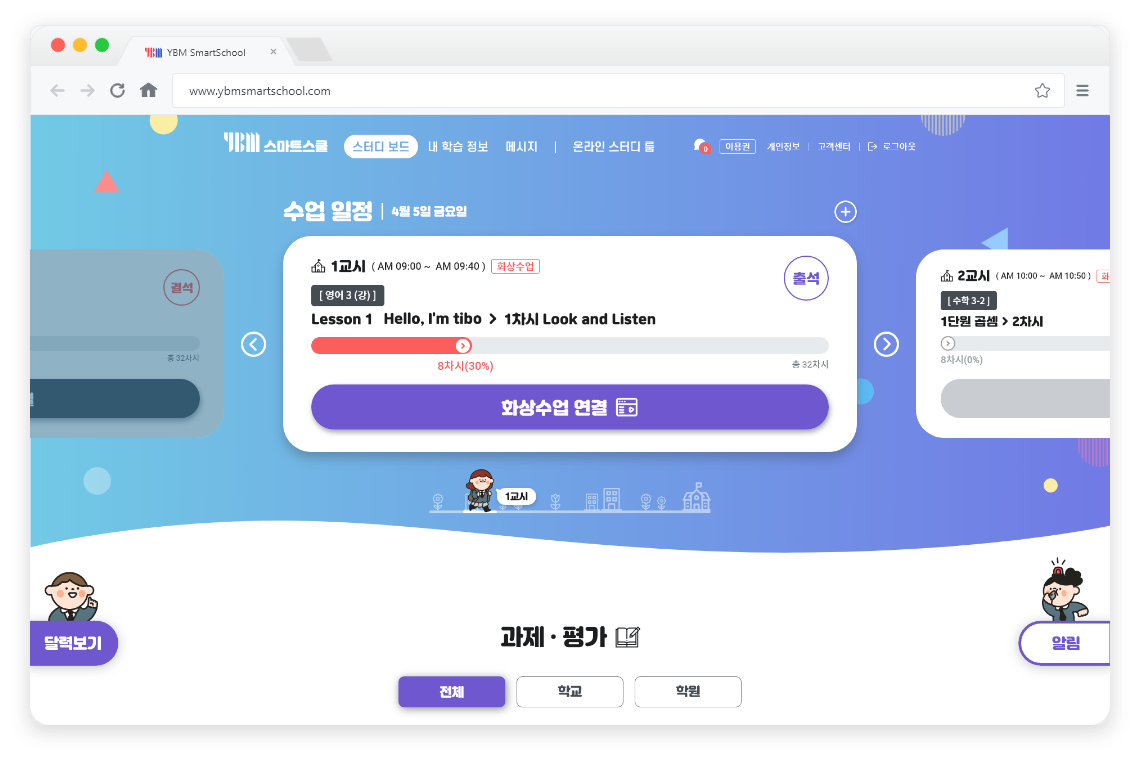 YBM SmartSchool ×
www.ybmsmartschool.com
YBM 스마트스쿨 스터디 보드 내 학습 정보 메시지 | 온라인 스터디 룸 0 이용권 개인정보 | 고객센터 | 로그아웃
수업 일정 | 4월 5일 금요일
결석
총 32차시
1교시 ( AM 09:00 ~ AM 09:40 ) 화상수업
출석
[ 영어 3 (강) ]
Lesson 1 Hello, I'm tibo > 1차시 Look and Listen
8차시(30%)
총 32차시
화상수업 연결
2교시 ( AM 10:00 ~ AM 10:50 )
[ 수학 3-2 ]
1단원 곱셈 > 2차시
8차시(0%)
1교시
달력보기
알림
과제 · 평가
전체
학교
학원